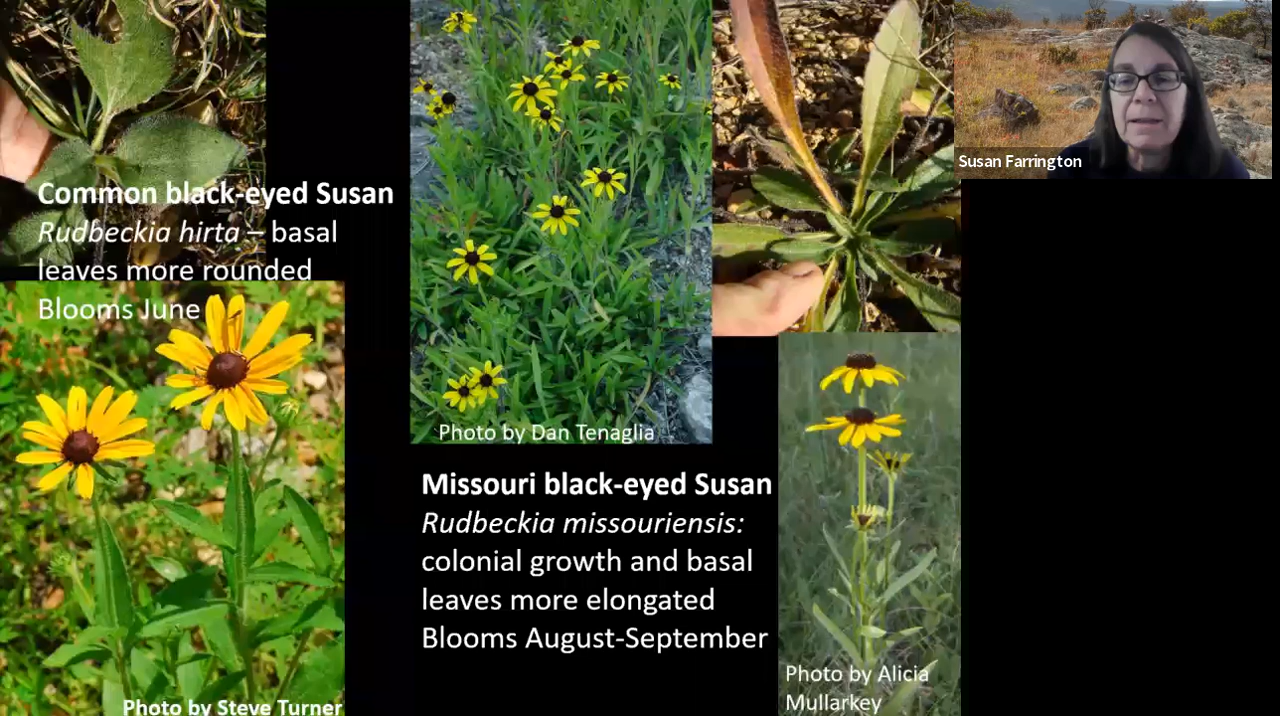 Susan Farrington
Common black-eyed Susan
Rudbeckia hirta – basal
leaves more rounded
Blooms June
Photo by Steve Turner
Photo by Dan Tenaglia
Missouri black-eyed Susan
Rudbeckia missouriensis:
colonial growth and basal
leaves more elongated
Blooms August-September
Photo by Alicia
Mullarkey